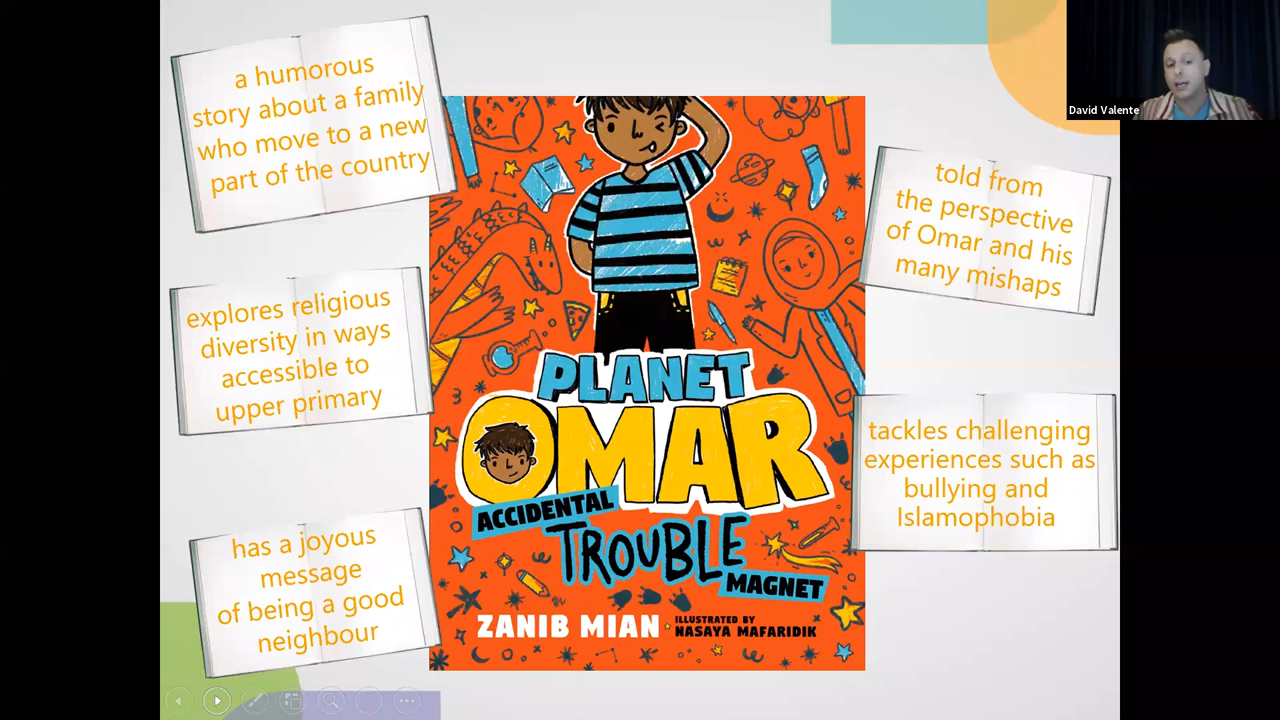 a humorous
story about a family
who move to a new
part of the country
explores religious
diversity in ways
accessible to
upper primary
has a joyous
message
of being a good
neighbour
PLANET
OMAR
ACCIDENTAL
TROUBLE
MAGNET
ZANIB MIAN
ILLUSTRATED BY
NASAYA MAFARIDIK
David Valente
told from
the perspective
of Omar and his
many mishaps
tackles challenging
experiences such as
bullying and
Islamophobia